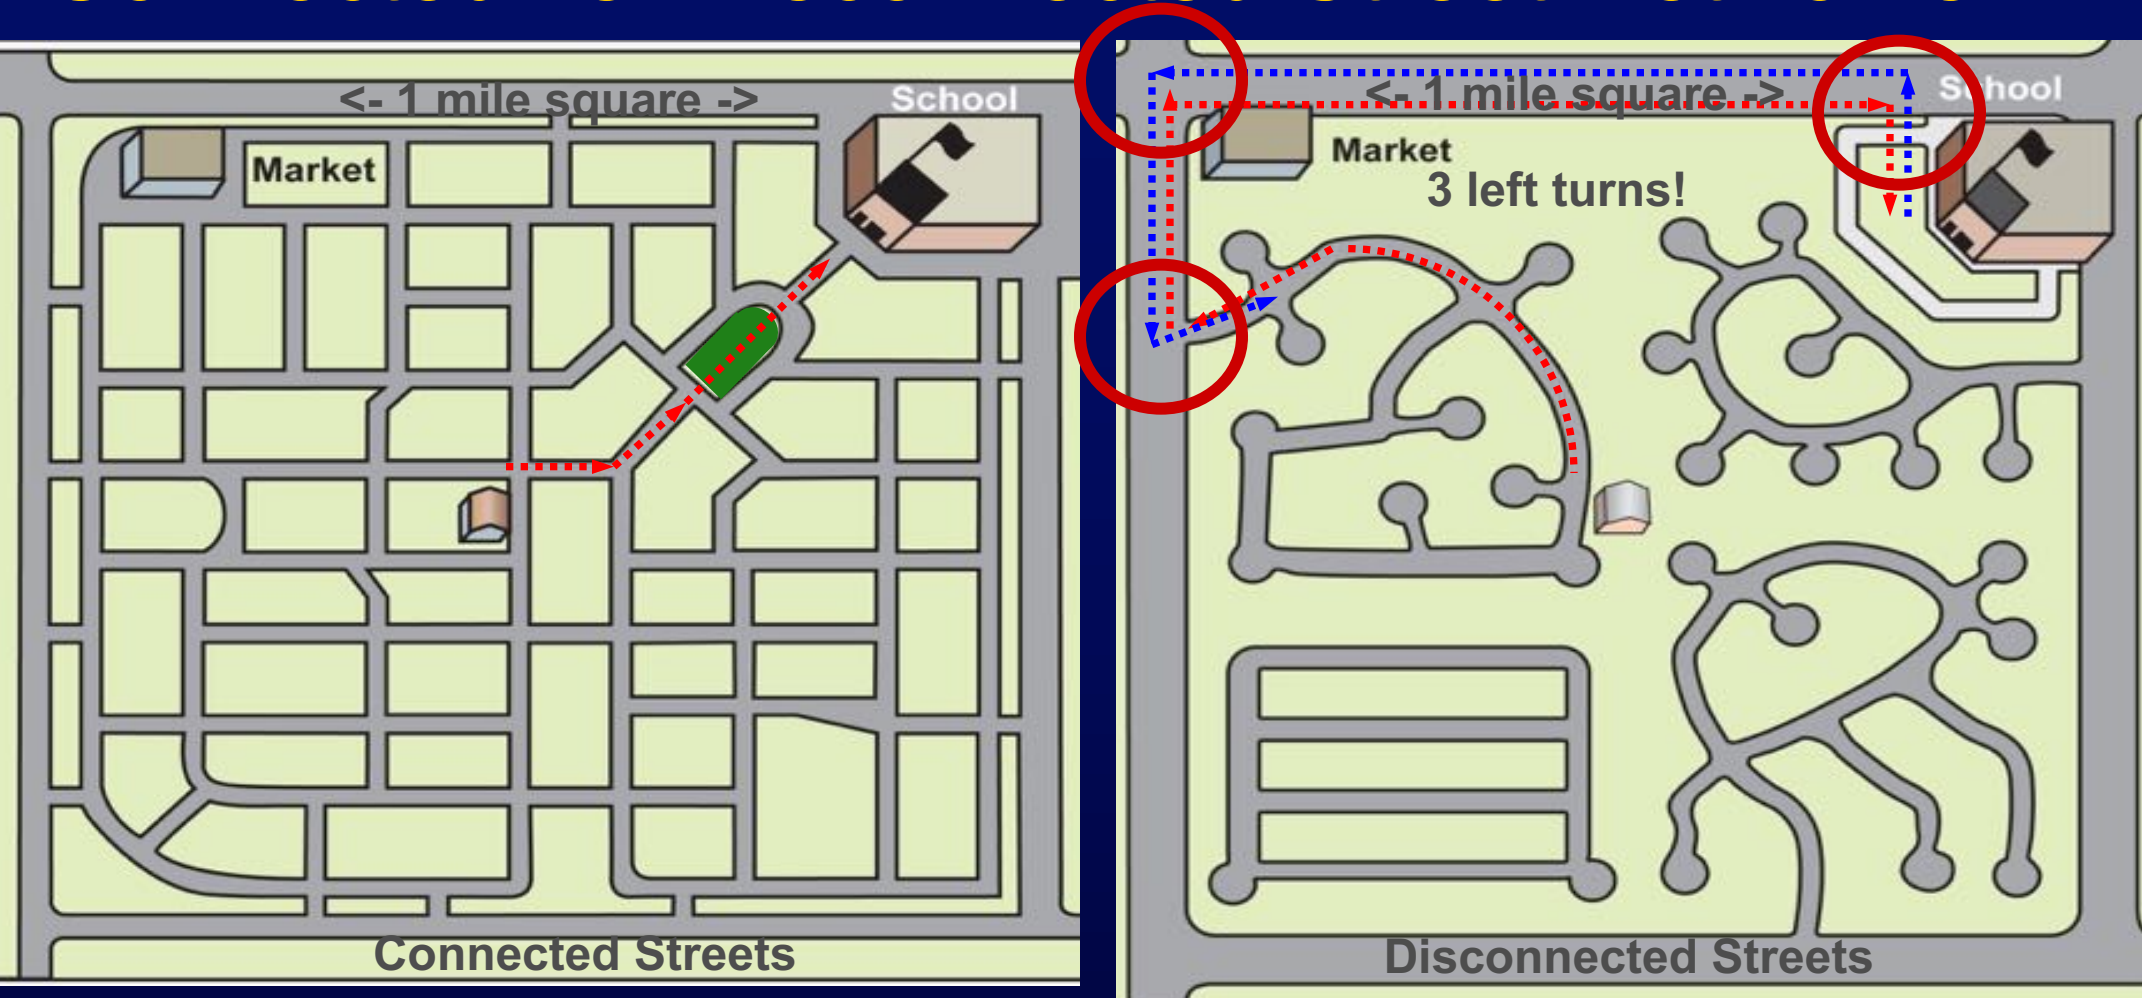 <- 1 mile square ->
School
Market
Connected Streets
<- 1 mile square ->
School
Market
3 left turns!
Disconnected Streets